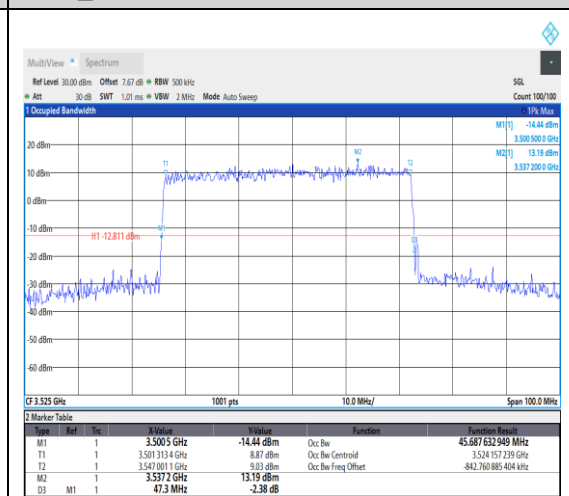 MultiView Spectrum
Ref Level 30.00 dBm Offset 7.67 dB RBW 500 kHz SGL
Att 30 dB SWT 1.01 ms VBW 2 MHz Mode Auto Sweep Count 100/100
1 Occupied Bandwidth 1Pk Max
M1[1] -14.44 dBm
3.500 500 0 GHz
M2[1] 13.19 dBm
3.537 200 0 GHz
20 dBm
M2
T1
T2
10 dBm
0 dBm
-10 dBm
M1
H1 -12.811 dBm
D3
-20 dBm
-30 dBm
-40 dBm
-50 dBm
-60 dBm
CF 3.525 GHz 1001 pts 10.0 MHz/ Span 100.0 MHz
2 Marker Table
Type Ref Trc X-Value Y-Value Function Function Result
M1 1 3.5005 GHz -14.44 dBm Occ Bw 45.687 632 949 MHz
T1 1 3.501 313 4 GHz 8.87 dBm Occ Bw Centroid 3.524 157 239 GHz
T2 1 3.547 001 1 GHz 9.03 dBm Occ Bw Freq Offset -842.760 885 404 kHz
M2 1 3.5372 GHz 13.19 dBm
D3 M1 1 47.3 MHz -2.38 dB